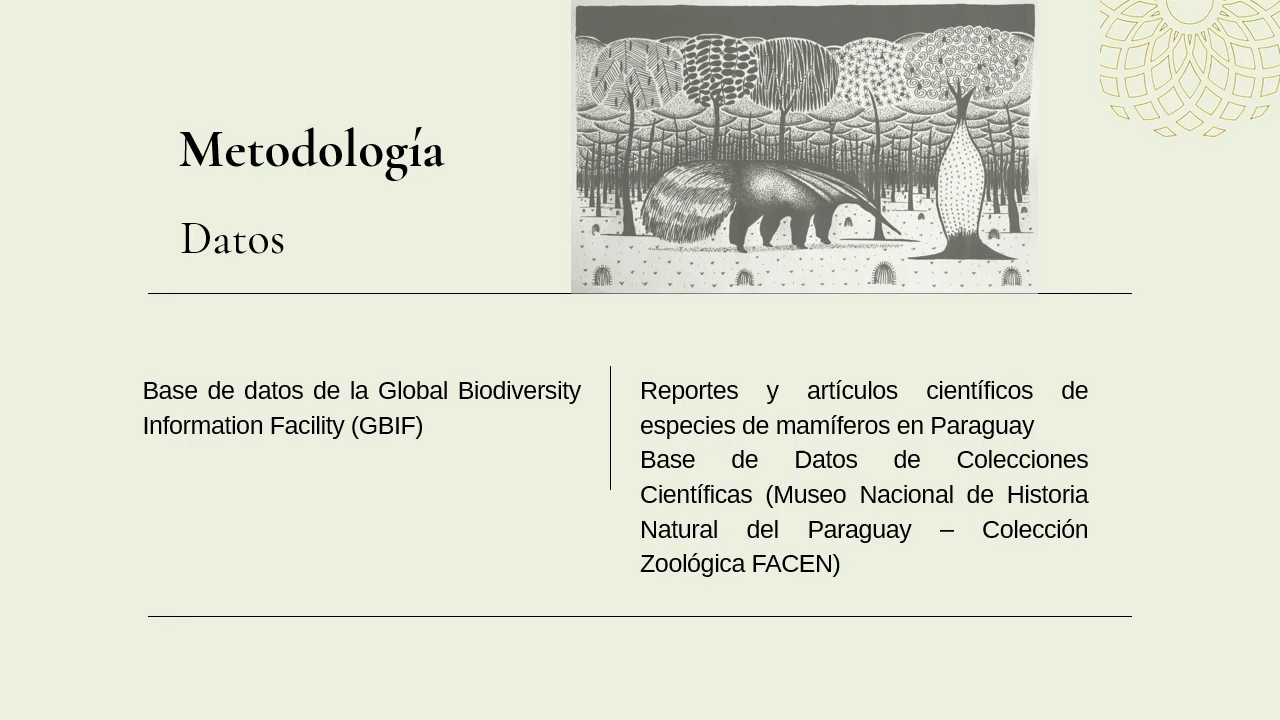 Metodología
Datos
Base de datos de la Global Biodiversity
Information Facility (GBIF)
Reportes y artículos científicos de
especies de mamíferos en Paraguay
Base de Datos de Colecciones
Científicas (Museo Nacional de Historia
Natural del Paraguay – Colección
Zoológica FACEN)